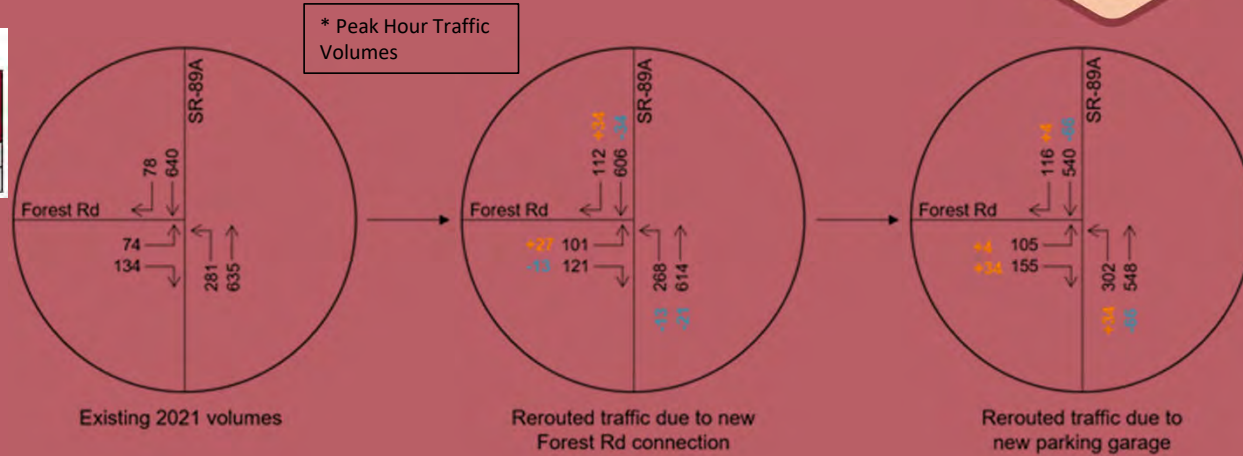 * Peak Hour Traffic
Volumes
SR-89A
78
640
Forest Rd
74
134
281
635
Existing 2021 volumes
SR-89A
+34
-34
112
606
Forest Rd
+27 101
-13 121
268
614
-13
-21
Rerouted traffic due to new
Forest Rd connection
SR-89A
116 +4
540 -66
Forest Rd
+4 105
+34 155
302
548
+34
-66
Rerouted traffic due to
new parking garage